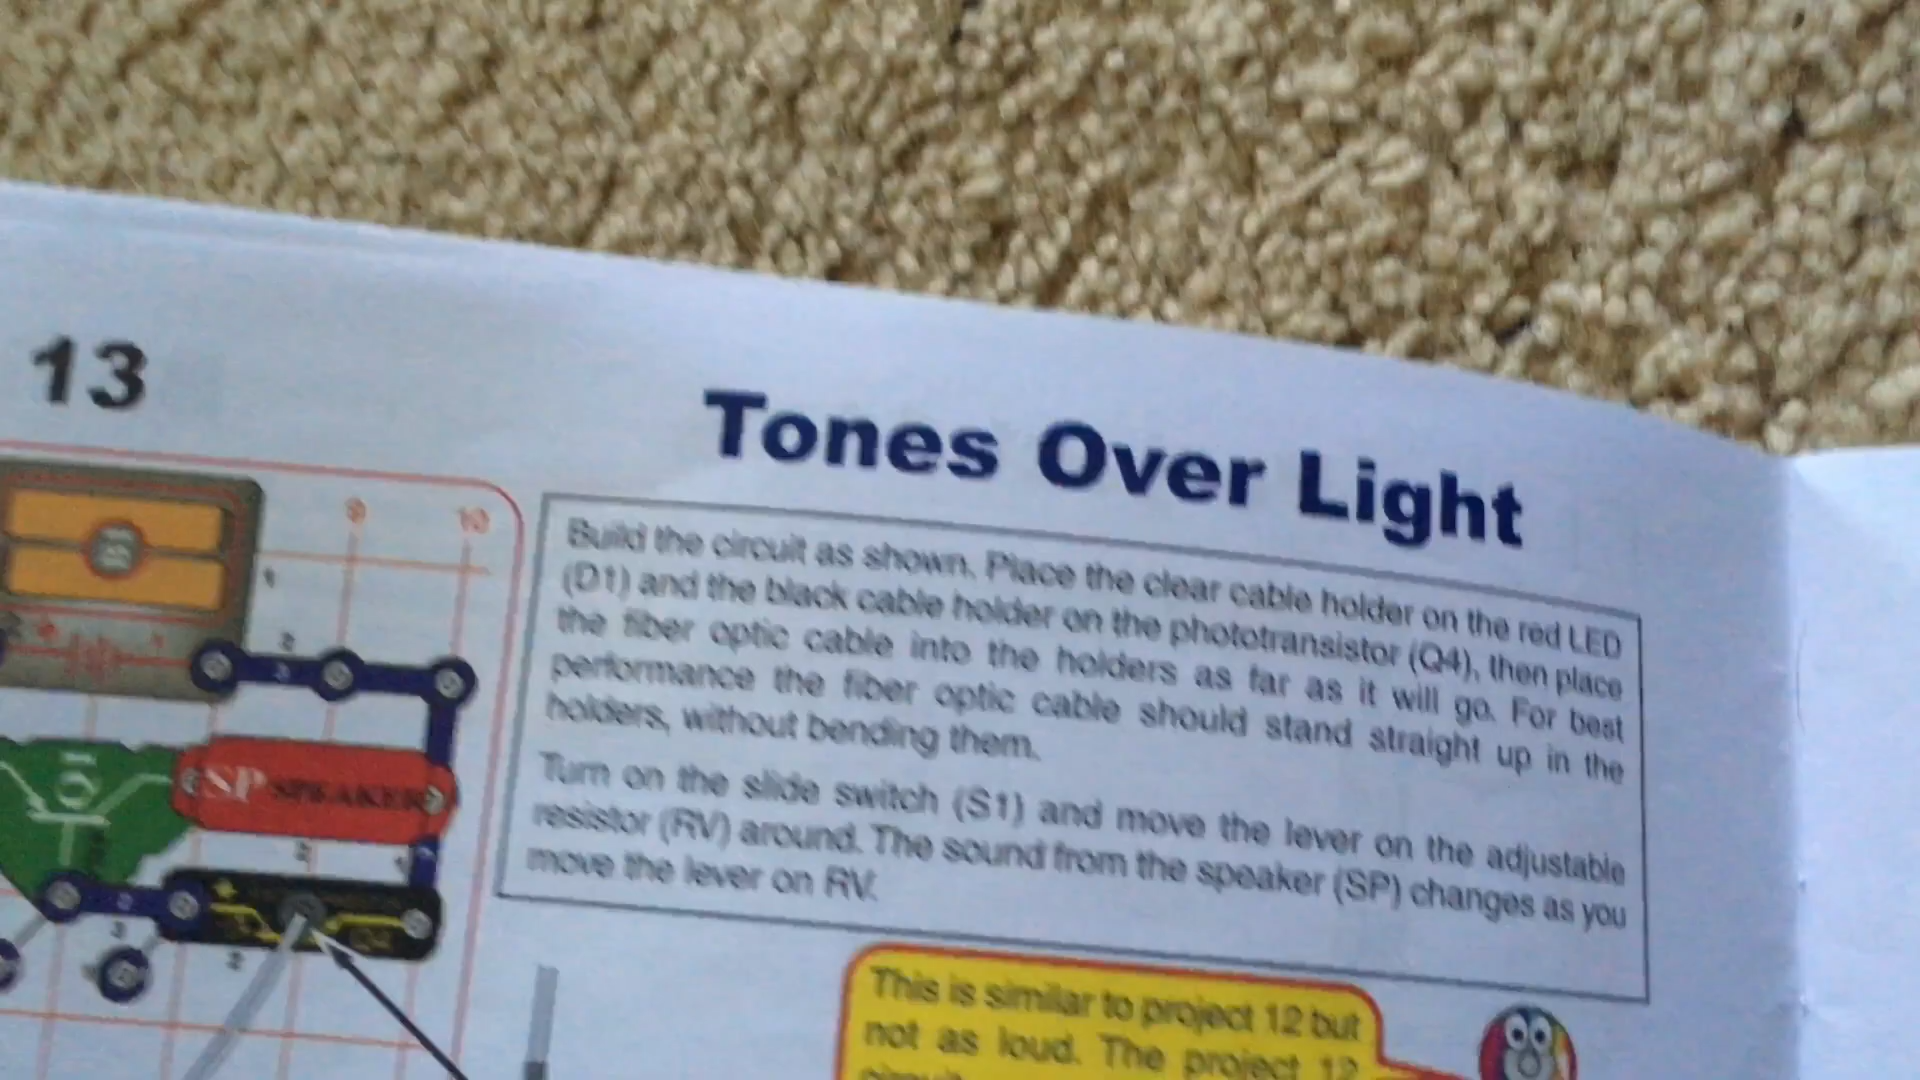 13
Tones Over Light
9 10
Build the circuit as shown. Place the clear cable holder on the red LED
(D1) and the black cable holder on the phototransistor (Q4), then place
the fiber optic cable into the holders as far as it will go. For best
performance the fiber optic cable should stand straight up in the
holders, without bending them.
Turn on the slide switch (S1) and move the lever on the adjustable
resistor (RV) around. The sound from the speaker (SP) changes as you
move the lever on RV.
SP SPEAKER
This is similar to project 12 but
not as loud. The project 12